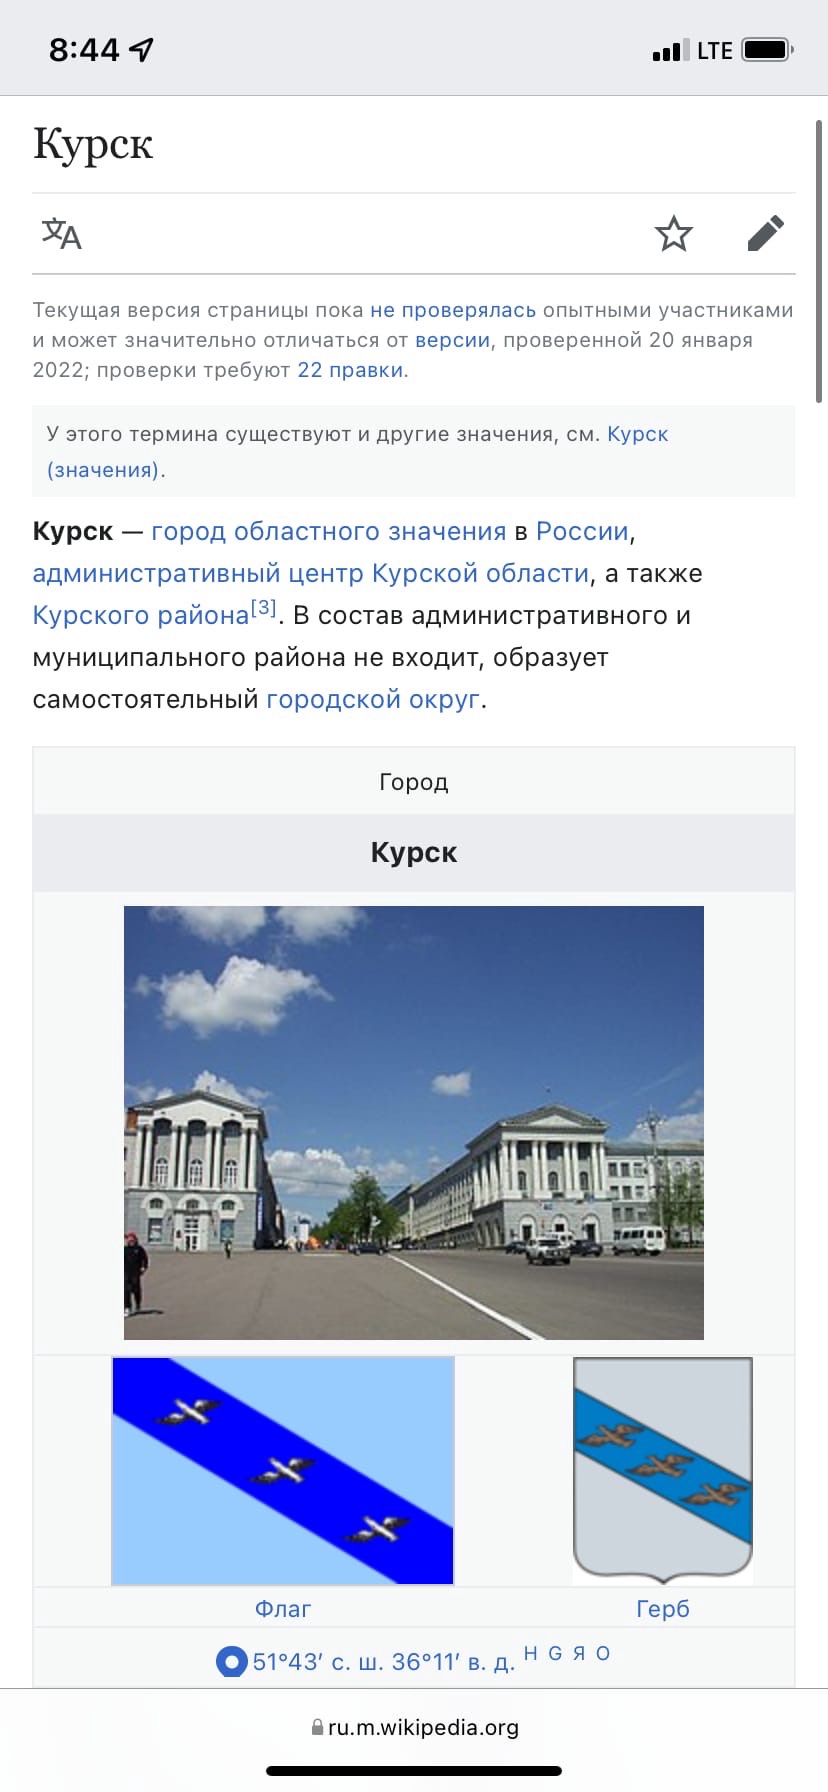 8:44
LTE
Курск
Текущая версия страницы пока не проверялась опытными участниками
и может значительно отличаться от версии, проверенной 20 января
2022; проверки требуют 22 правки.
У этого термина существуют и другие значения, см. Курск
(значения).
Курск — город областного значения в России,
административный центр Курской области, а также
Курского района[3]. В состав административного и
муниципального района не входит, образует
самостоятельный городской округ.
Город
Курск
Флаг
Герб
51°43′ с. ш. 36°11′ в. д. H G Я O
ru.m.wikipedia.org